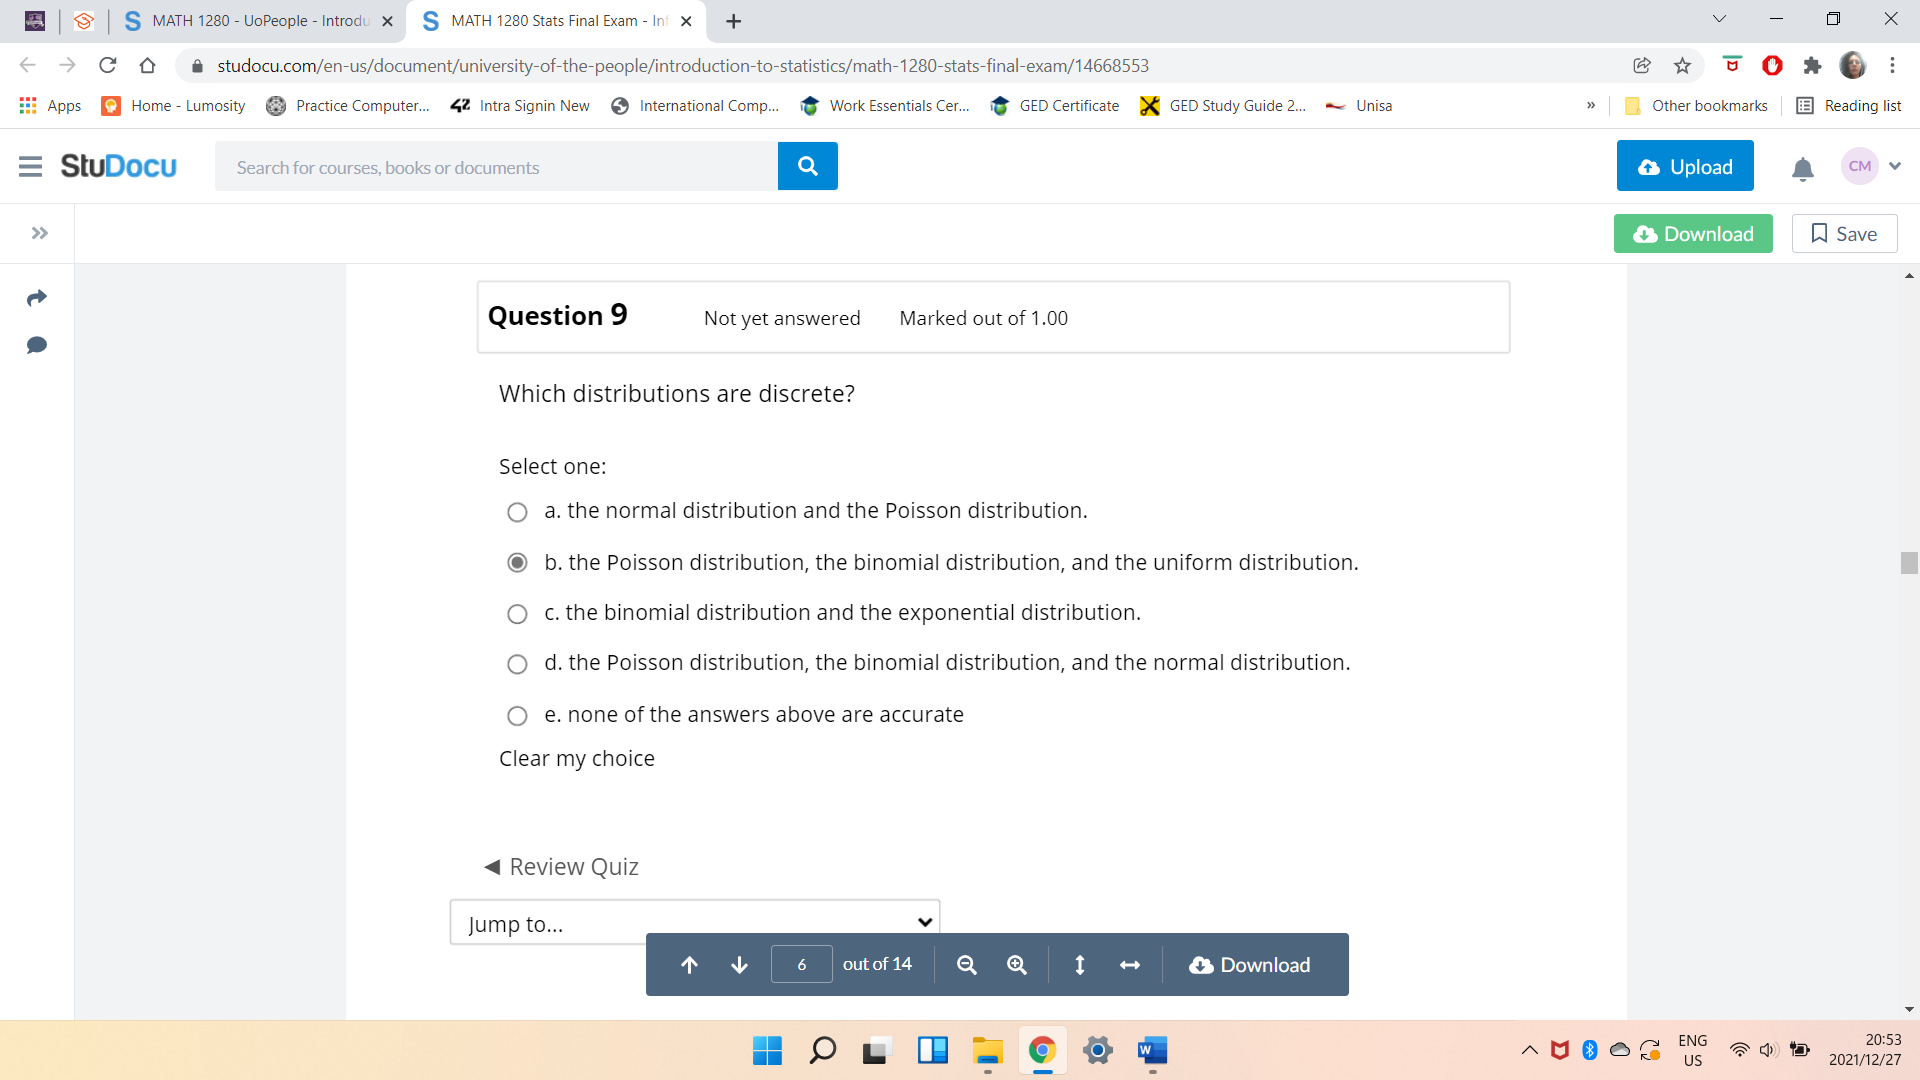 MATH 1280 - UoPeople - Introdu
MATH 1280 Stats Final Exam - Inf
studocu.com/en-us/document/university-of-the-people/introduction-to-statistics/math-1280-stats-final-exam/14668553
Apps Home - Lumosity Practice Computer... 42 Intra Signin New International Comp... Work Essentials Cer... GED Certificate GED Study Guide 2... Unisa » Other bookmarks Reading list
StuDocu
Search for courses, books or documents
Upload
CM
Download
Save
Question 9 Not yet answered Marked out of 1.00
Which distributions are discrete?
Select one:
a. the normal distribution and the Poisson distribution.
b. the Poisson distribution, the binomial distribution, and the uniform distribution.
c. the binomial distribution and the exponential distribution.
d. the Poisson distribution, the binomial distribution, and the normal distribution.
e. none of the answers above are accurate
Clear my choice
◄ Review Quiz
Jump to...
6 out of 14 Download
ENG
US
20:53
2021/12/27